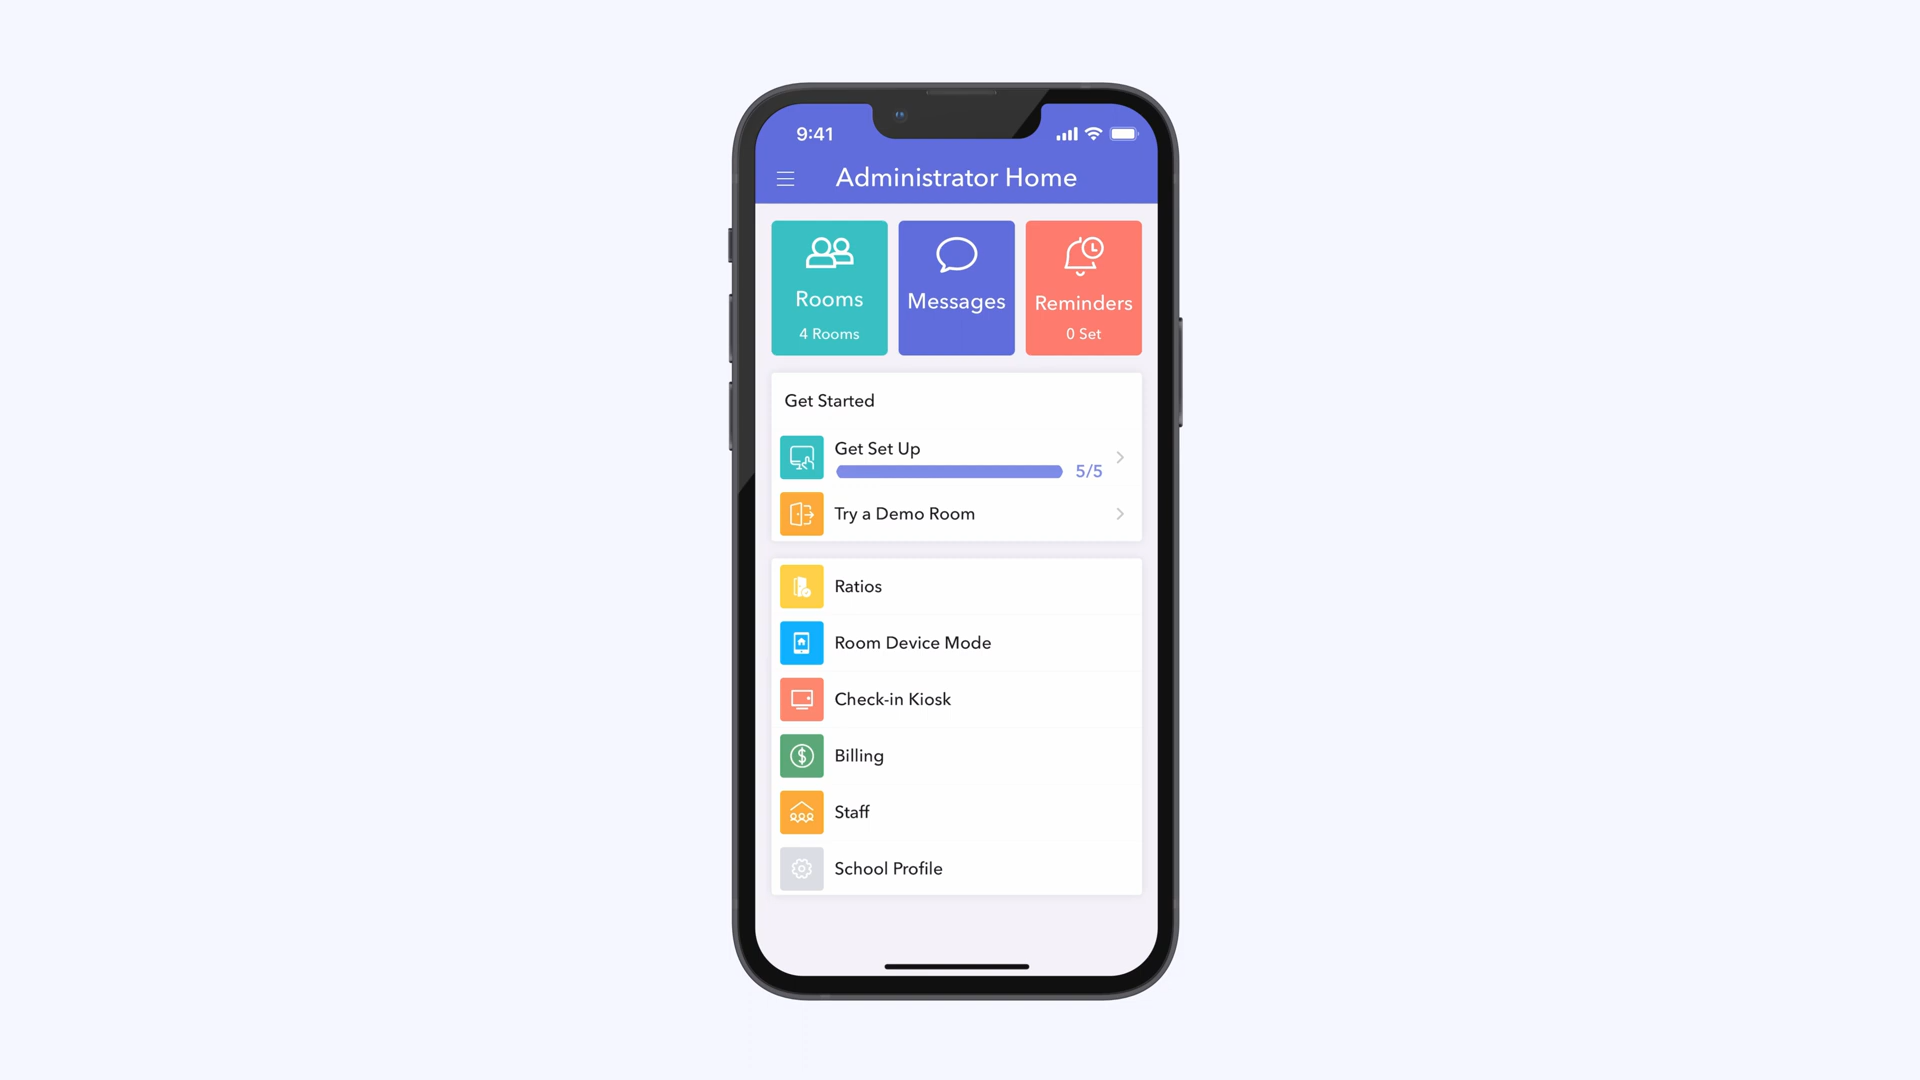 9:41
Administrator Home
Rooms
4 Rooms
Messages
Reminders
0 Set
Get Started
Get Set Up
5/5
Try a Demo Room
Ratios
Room Device Mode
Check-in Kiosk
Billing
Staff
School Profile